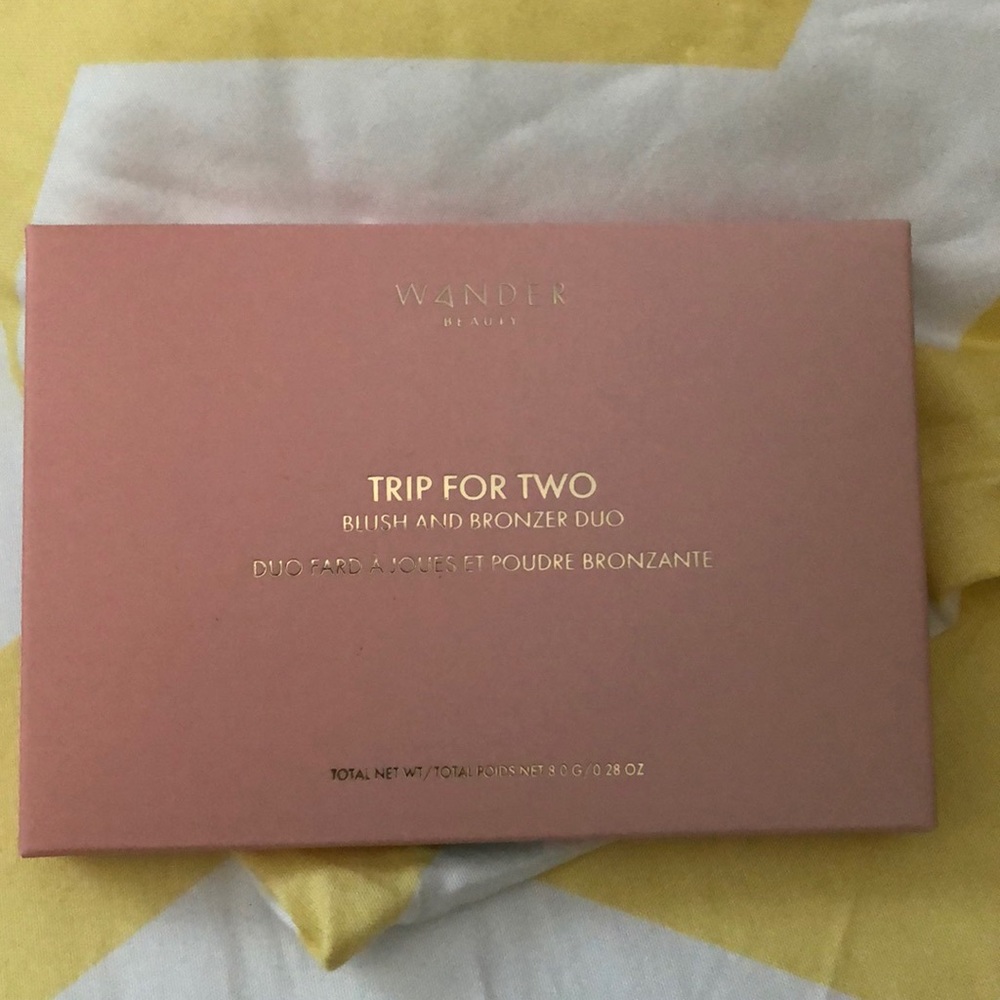 WANDER
BEAUTY
TRIP FOR TWO
BLUSH AND BRONZER DUO
DUO FARD À JOUES ET POUDRE BRONZANTE
TOTAL NET WT/TOTAL POIDS NET 8.0 G/0.28 OZ